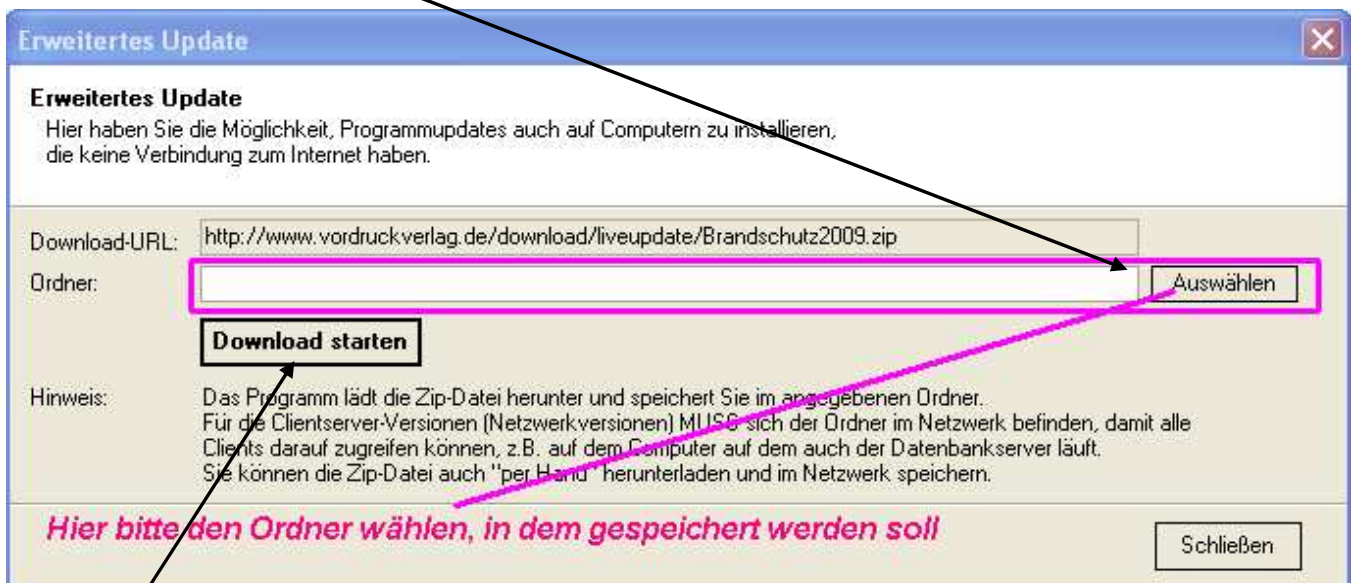 Erweitertes Update
Erweitertes Update
Hier haben Sie die Möglichkeit, Programmupdates auch auf Computern zu installieren,
die keine Verbindung zum Internet haben.
Download-URL: http://www.vordruckverlag.de/download/liveupdate/Brandschutz2009.zip
Ordner: Auswählen
Download starten
Hinweis: Das Programm lädt die Zip-Datei herunter und speichert Sie im angegebenen Ordner.
Für die Clientserver-Versionen (Netzwerkversionen) MUSS sich der Ordner im Netzwerk befinden, damit alle
Clients darauf zugreifen können, z.B. auf dem Computer auf dem auch der Datenbankserver läuft.
Sie können die Zip-Datei auch "per Hand" herunterladen und im Netzwerk speichern.
Hier bitte den Ordner wählen, in dem gespeichert werden soll
Schließen